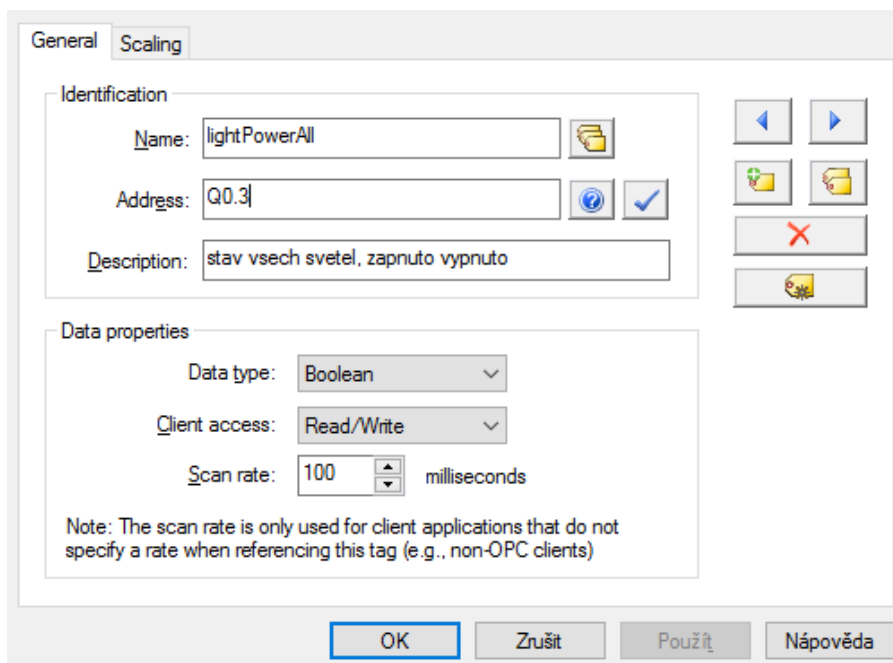 General
Scaling
Identification
Name:
lightPowerAll
Address:
Q0.3
Description:
stav vsech svetel, zapnuto vypnuto
Data properties
Data type:
Boolean
Client access:
Read/Write
Scan rate:
100
milliseconds
Note: The scan rate is only used for client applications that do not
specify a rate when referencing this tag (e.g., non-OPC clients)
OK
Zrušit
Použít
Nápověda